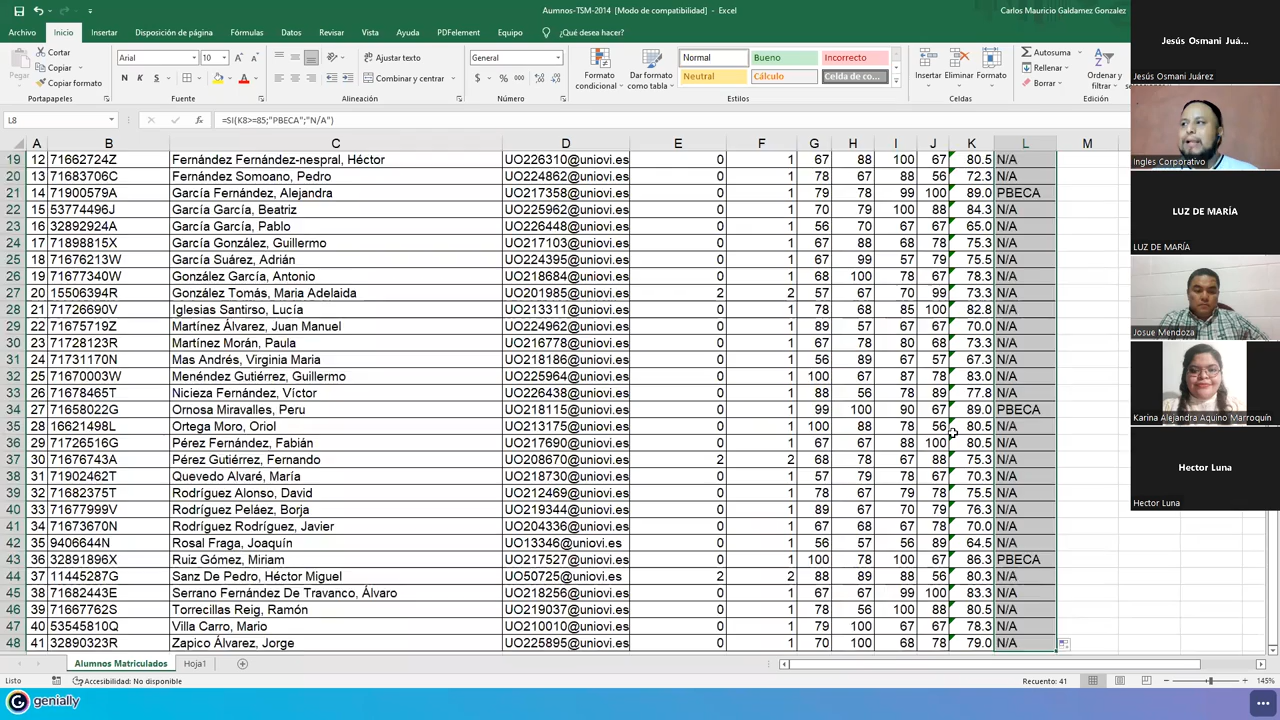 Aumnos-TSM-2014 [Modo de compatibilidad] - Excel
Carlos Mauricio Galdamez Gonzalez
Archivo Inicio Insertar Disposición de página Fórmulas Datos Revisar Vista Ayuda PDFelement Equipo ¿Qué desea hacer?
Pegar
Cortar
Copiar
Copiar formato
Portapapeles
Arial 10
N K S
Fuente
Ajustar texto
Combinar y centrar
Alineación
General
Número
Formato condicional
Dar formato como tabla
Normal Bueno Incorrecto
Neutral Cálculo Celda de co...
Estilos
Insertar Eliminar Formato
Celdas
Autosuma
Rellenar
Borrar
Ordenar y filtrar
Edición
L8 =SI(K8>=85;"PBECA";"N/A")
A B C D E F G H I J K L M
19 12 71662724Z Fernández Fernández-nespral, Héctor UO226310@uniovi.es 0 1 67 88 100 67 80.5 N/A
20 13 71683706C Fernández Somoano, Pedro UO224862@uniovi.es 0 1 78 67 88 56 72.3 N/A
21 14 71900579A García Fernández, Alejandra UO217358@uniovi.es 0 1 79 78 99 100 89.0 PBECA
22 15 53774496J García García, Beatriz UO225962@uniovi.es 0 1 70 79 100 88 84.3 N/A
23 16 32892924A García García, Pablo UO226448@uniovi.es 0 1 56 70 67 67 65.0 N/A
24 17 71898815X García González, Guillermo UO217103@uniovi.es 0 1 67 88 68 78 75.3 N/A
25 18 71676213W García Suárez, Adrián UO224395@uniovi.es 0 1 67 99 57 79 75.5 N/A
26 19 71677340W González García, Antonio UO218684@uniovi.es 0 1 68 100 78 67 78.3 N/A
27 20 15506394R González Tomás, Maria Adelaida UO201985@uniovi.es 2 2 57 67 70 99 73.3 N/A
28 21 71726690V Iglesias Santirso, Lucía UO213311@uniovi.es 0 1 78 68 85 100 82.8 N/A
29 22 71675719Z Martínez Álvarez, Juan Manuel UO224962@uniovi.es 0 1 89 57 67 67 70.0 N/A
30 23 71728123R Martínez Morán, Paula UO216778@uniovi.es 0 1 67 78 80 68 73.3 N/A
31 24 71731170N Mas Andrés, Virginia Maria UO218186@uniovi.es 0 1 56 89 67 57 67.3 N/A
32 25 71670003W Menéndez Gutiérrez, Guillermo UO225964@uniovi.es 0 1 100 67 87 78 83.0 N/A
33 26 71678465T Nicieza Fernández, Víctor UO217488@uniovi.es 0 1 88 56 78 89 77.8 N/A
34 27 71658022G Ornosa Miravalles, Peru UO218115@uniovi.es 0 1 99 100 90 67 89.0 PBECA
35 28 16621498L Ortega Moro, Oriol UO221175@uniovi.es 0 1 100 88 78 56 80.5 N/A
36 29 71726516G Pérez Fernández, Fabián UO217690@uniovi.es 0 1 67 67 88 100 80.5 N/A
37 30 71676743A Pérez Gutiérrez, Fernando UO208670@uniovi.es 2 2 68 78 67 88 75.3 N/A
38 31 71902462T Quevedo Alvaré, María UO218730@uniovi.es 0 1 57 79 78 67 70.3 N/A
39 32 71682375T Rodríguez Alonso, David UO212469@uniovi.es 0 1 78 67 79 78 75.5 N/A
40 33 71677999V Rodríguez Peláez, Borja UO219344@uniovi.es 0 1 89 67 70 79 76.3 N/A
41 34 71673670N Rodríguez Rodríguez, Javier UO204336@uniovi.es 0 1 67 68 78 67 70.0 N/A
42 35 9406644N Rosal Fraga, Joaquín UO13346@uniovi.es 0 1 56 57 56 89 64.5 N/A
43 36 32891896X Ruiz Gómez, Miriam UO217527@uniovi.es 0 1 100 78 100 67 86.3 PBECA
44 37 11445287G Sanz De Pedro, Héctor Miguel UO50725@uniovi.es 2 2 88 89 88 56 80.3 N/A
45 38 71682443E Serrano Fernández De Travanco, Álvaro UO218256@uniovi.es 0 1 88 67 78 100 83.3 N/A
46 39 71667762S Torrecillas Reig, Ramón UO219037@uniovi.es 0 1 78 56 100 88 80.5 N/A
47 40 53545810Q Villa Carro, Mario UO210010@uniovi.es 0 1 79 100 67 67 78.3 N/A
48 41 32890323R Zapico Álvarez, Jorge UO225895@uniovi.es 0 1 70 100 68 78 79.0 N/A
Alumnos Matriculados Hoja1
Listo Accesibilidad: No disponible Recuento: 41 145%
genially
Jesús Osmani Juá...
Jesús Osmani Juárez
Ingles Corporativo
LUZ DE MARÍA
LUZ DE MARÍA
Josue Mendoza
Karina Alejandra Aquino Marroquín
Hector Luna
Hector Luna